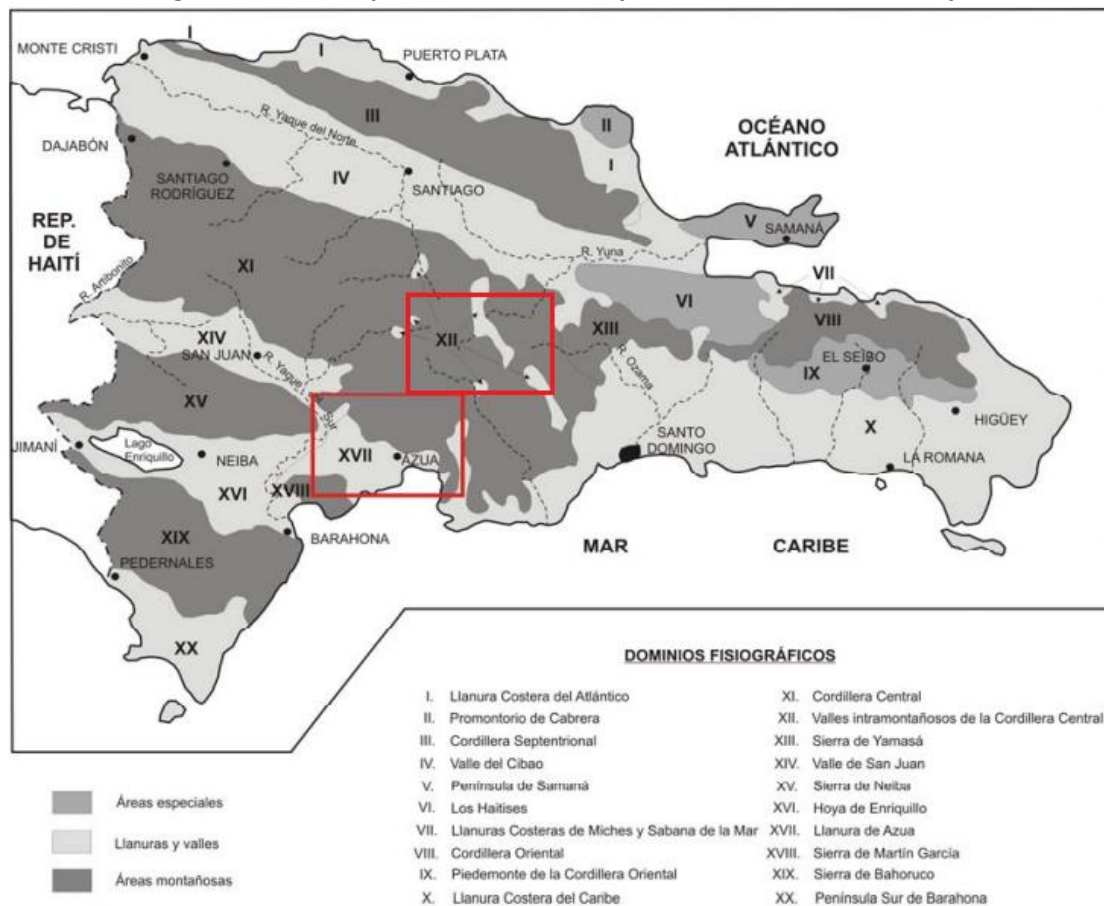 I
MONTE CRISTI
I
PUERTO PLATA
III
R. Yaque del Norte
II
OCÉANO
ATLÁNTICO
DAJABÓN
I
SANTIAGO
RODRÍGUEZ
IV
SANTIAGO
REP.
DE
HAITÍ
V
SAMANÁ
R. Yuna
VII
XI
R. Artibonito
VI
VIII
XII
XIII
XIV
SAN JUAN
EL SEIBO
R. Yaque
Sur
R. Ozama
IX
XV
HIGÜEY
JIMANÍ
Lago
Enriquillo
NEIBA
XVII
AZUA
SANTO
DOMINGO
X
LA ROMANA
XVI
XVIII
XIX
BARAHONA
MAR CARIBE
PEDERNALES
XX
DOMINIOS FISIOGRÁFICOS
I. Llanura Costera del Atlántico
II. Promontorio de Cabrera
III. Cordillera Septentrional
IV. Valle del Cibao
V. Península de Samaná
VI. Los Haitises
VII. Llanuras Costeras de Miches y Sabana de la Mar
VIII. Cordillera Oriental
IX. Piedemonte de la Cordillera Oriental
X. Llanura Costera del Caribe
XI. Cordillera Central
XII. Valles intramontañosos de la Cordillera Central
XIII. Sierra de Yamasá
XIV. Valle de San Juan
XV. Sierra de Neiba
XVI. Hoya de Enriquillo
XVII. Llanura de Azua
XVIII. Sierra de Martín García
XIX. Sierra de Bahoruco
XX. Península Sur de Barahona
Áreas especiales
Llanuras y valles
Áreas montañosas